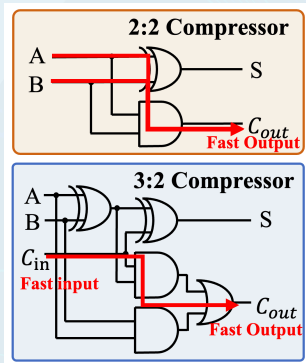 2:2 Compressor
A
B
S
C_out
Fast Output
3:2 Compressor
A
B
S
C_in
Fast input
C_out
Fast Output